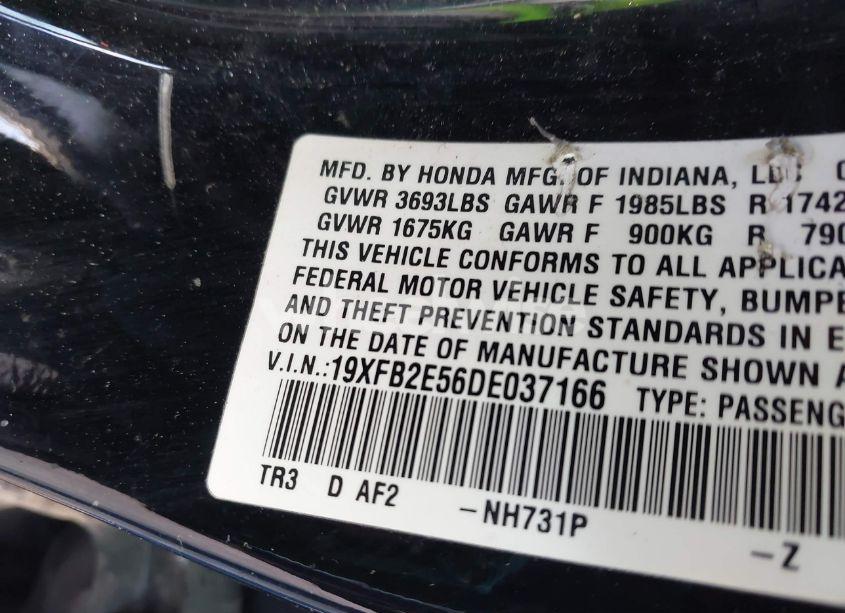 MFD. BY HONDA MFG. OF INDIANA, LLC
GVWR 3693LBS GAWR F 1985LBS R 1742
GVWR 1675KG GAWR F 900KG R 790
THIS VEHICLE CONFORMS TO ALL APPLICA
FEDERAL MOTOR VEHICLE SAFETY, BUMPE
AND THEFT PREVENTION STANDARDS IN E
ON THE DATE OF MANUFACTURE SHOWN A
V.I.N.:19XFB2E56DE037166 TYPE: PASSENG
TR3 D AF2 -NH731P -Z